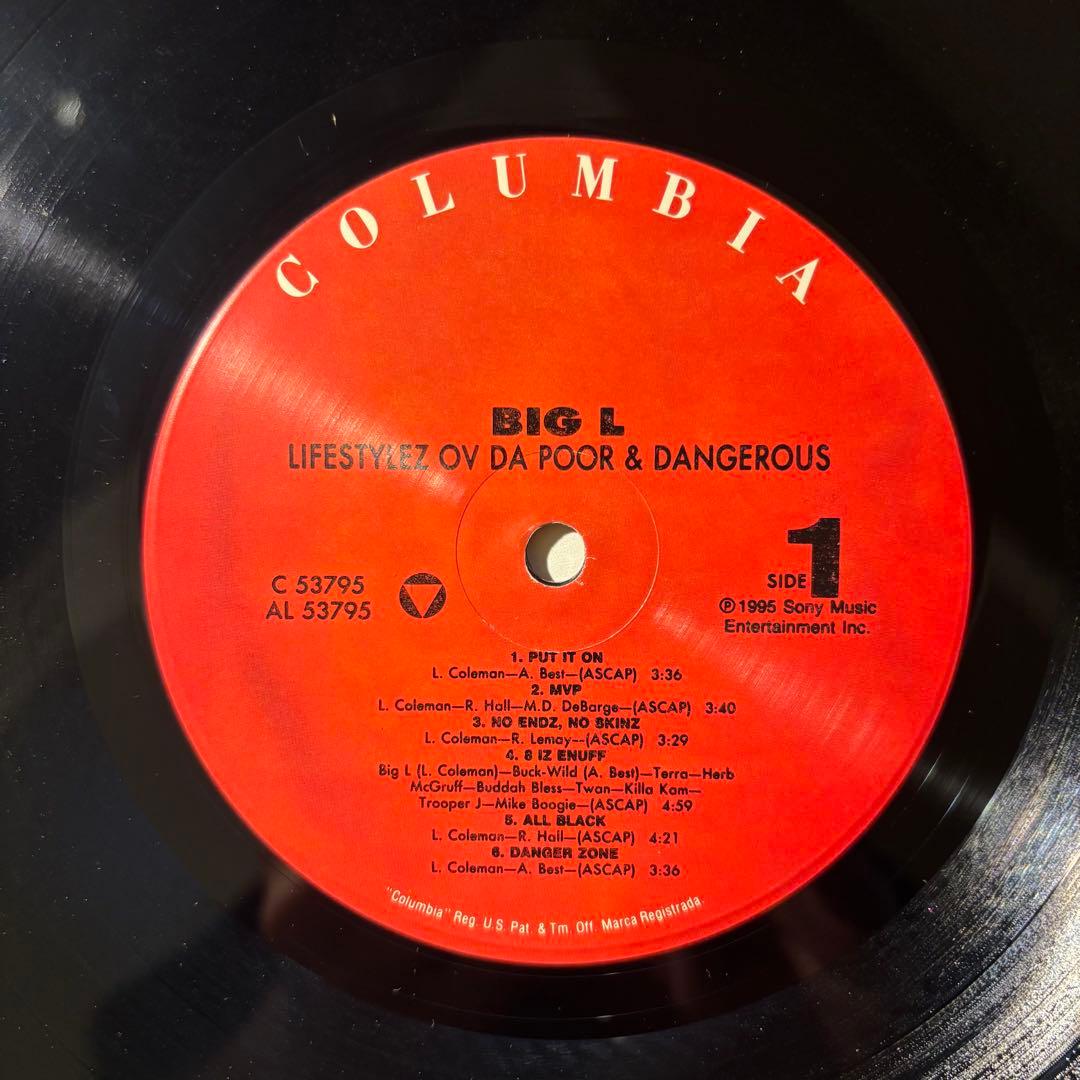 COLUMBIA
BIG L
LIFESTYLEZ OV DA POOR & DANGEROUS
C 53795
AL 53795
SIDE 1
℗ 1995 Sony Music
Entertainment Inc.
1. PUT IT ON
L. Coleman—A. Best—(ASCAP) 3:36
2. MVP
L. Coleman—R. Hall—M.D. DeBarge—(ASCAP) 3:40
3. NO ENDZ, NO SKINZ
L. Coleman—R. Lemay—(ASCAP) 3:29
4. 8 IZ ENUFF
Big L (L. Coleman)—Buck-Wild (A. Best)—Terra—Herb
McGruff—Buddah Bless—Twan—Killa Kam—
Trooper J—Mike Boogie—(ASCAP) 4:59
5. ALL BLACK
L. Coleman—R. Hall—(ASCAP) 4:21
6. DANGER ZONE
L. Coleman—A. Best—(ASCAP) 3:36
"Columbia" Reg. U.S. Pat. & Tm. Off. Marca Registrada.